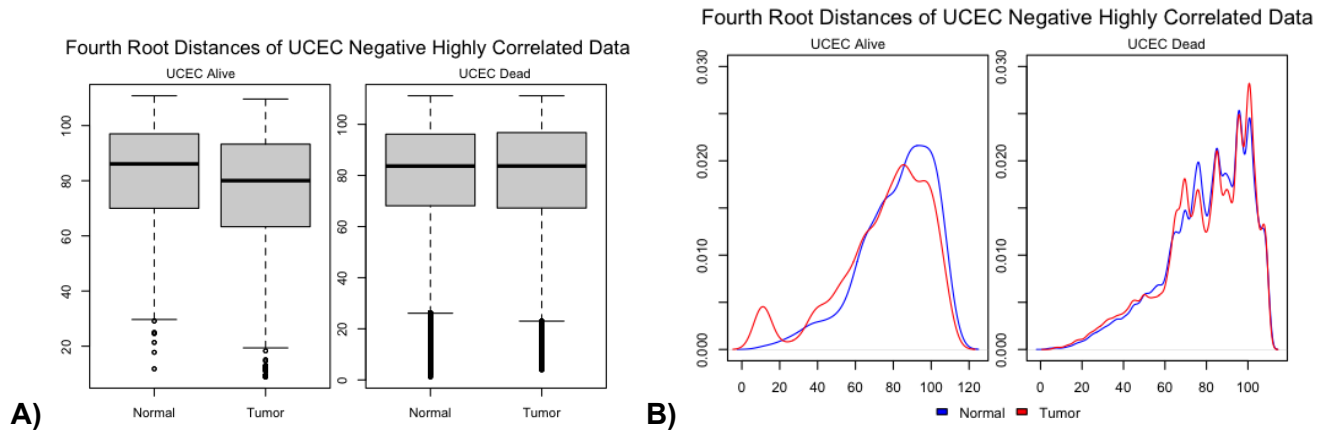 Fourth Root Distances of UCEC Negative Highly Correlated Data
UCEC Alive
UCEC Dead
100
80
60
40
20
100
80
60
40
20
0
Normal
Tumor
Normal
Tumor
A)
Fourth Root Distances of UCEC Negative Highly Correlated Data
UCEC Alive
UCEC Dead
0.030
0.020
0.010
0.000
0.030
0.020
0.010
0.000
0 20 40 60 80 100 120
0 20 40 60 80 100
Normal Tumor
B)